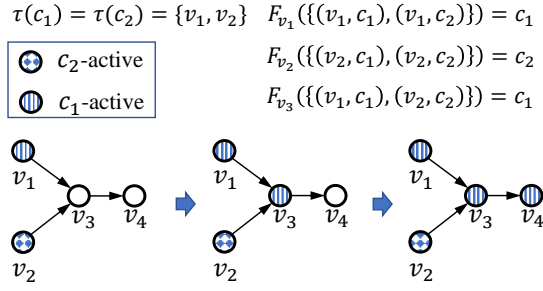 τ(c₁) = τ(c₂) = {v₁, v₂} F_{v₁}({(v₁, c₁), (v₁, c₂)}) = c₁
c₂-active F_{v₂}({(v₂, c₁), (v₂, c₂)}) = c₂
c₁-active F_{v₃}({(v₁, c₁), (v₂, c₂)}) = c₁
v₁ v₁ v₁
v₃ v₄ v₃ v₄ v₃ v₄
v₂ v₂ v₂